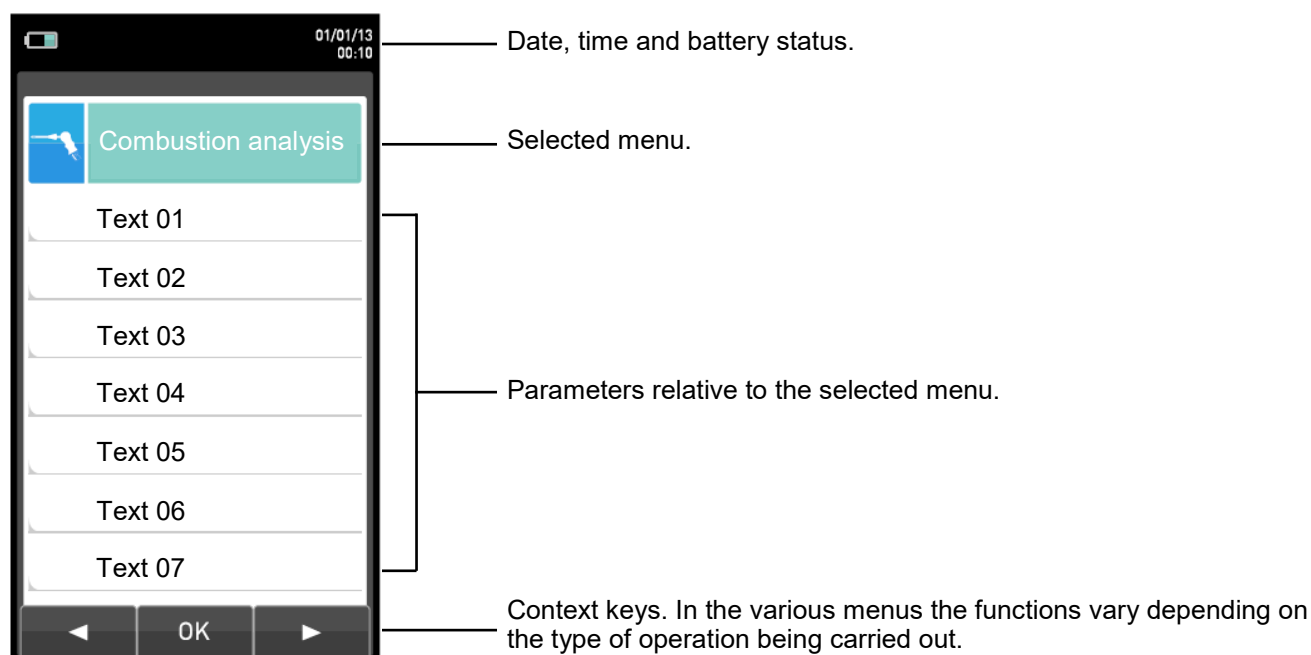 01/01/13
00:10
Date, time and battery status.
Combustion analysis
Selected menu.
Text 01
Text 02
Text 03
Text 04
Text 05
Text 06
Text 07
Parameters relative to the selected menu.
OK
Context keys. In the various menus the functions vary depending on
the type of operation being carried out.